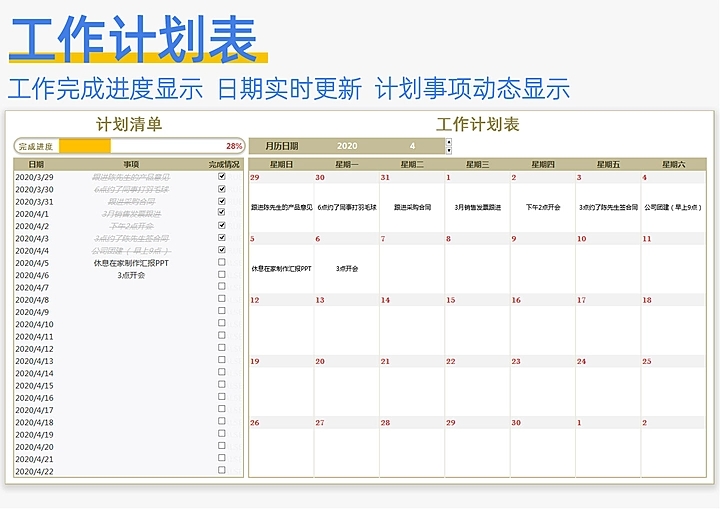 工作计划表
工作完成进度显示 日期实时更新 计划事项动态显示
计划清单
完成进度 28%
日期 事项 完成情况
2020/3/29 跟进陈先生的产品意见
2020/3/30 6点约了同事打羽毛球
2020/3/31 跟进采购合同
2020/4/1 3月销售发票跟进
2020/4/2 下午2点开会
2020/4/3 3点约了陈先生签合同
2020/4/4 公司团建（早上9点）
2020/4/5 休息在家制作汇报PPT
2020/4/6 3点开会
2020/4/7
2020/4/8
2020/4/9
2020/4/10
2020/4/11
2020/4/12
2020/4/13
2020/4/14
2020/4/15
2020/4/16
2020/4/17
2020/4/18
2020/4/19
2020/4/20
2020/4/21
2020/4/22
工作计划表
月历日期 2020 4
星期日 星期一 星期二 星期三 星期四 星期五 星期六
29 30 31 1 2 3 4
跟进陈先生的产品意见 6点约了同事打羽毛球 跟进采购合同 3月销售发票跟进 下午2点开会 3点约了陈先生签合同 公司团建（早上9点）
5 6 7 8 9 10 11
休息在家制作汇报PPT 3点开会
12 13 14 15 16 17 18
19 20 21 22 23 24 25
26 27 28 29 30 1 2